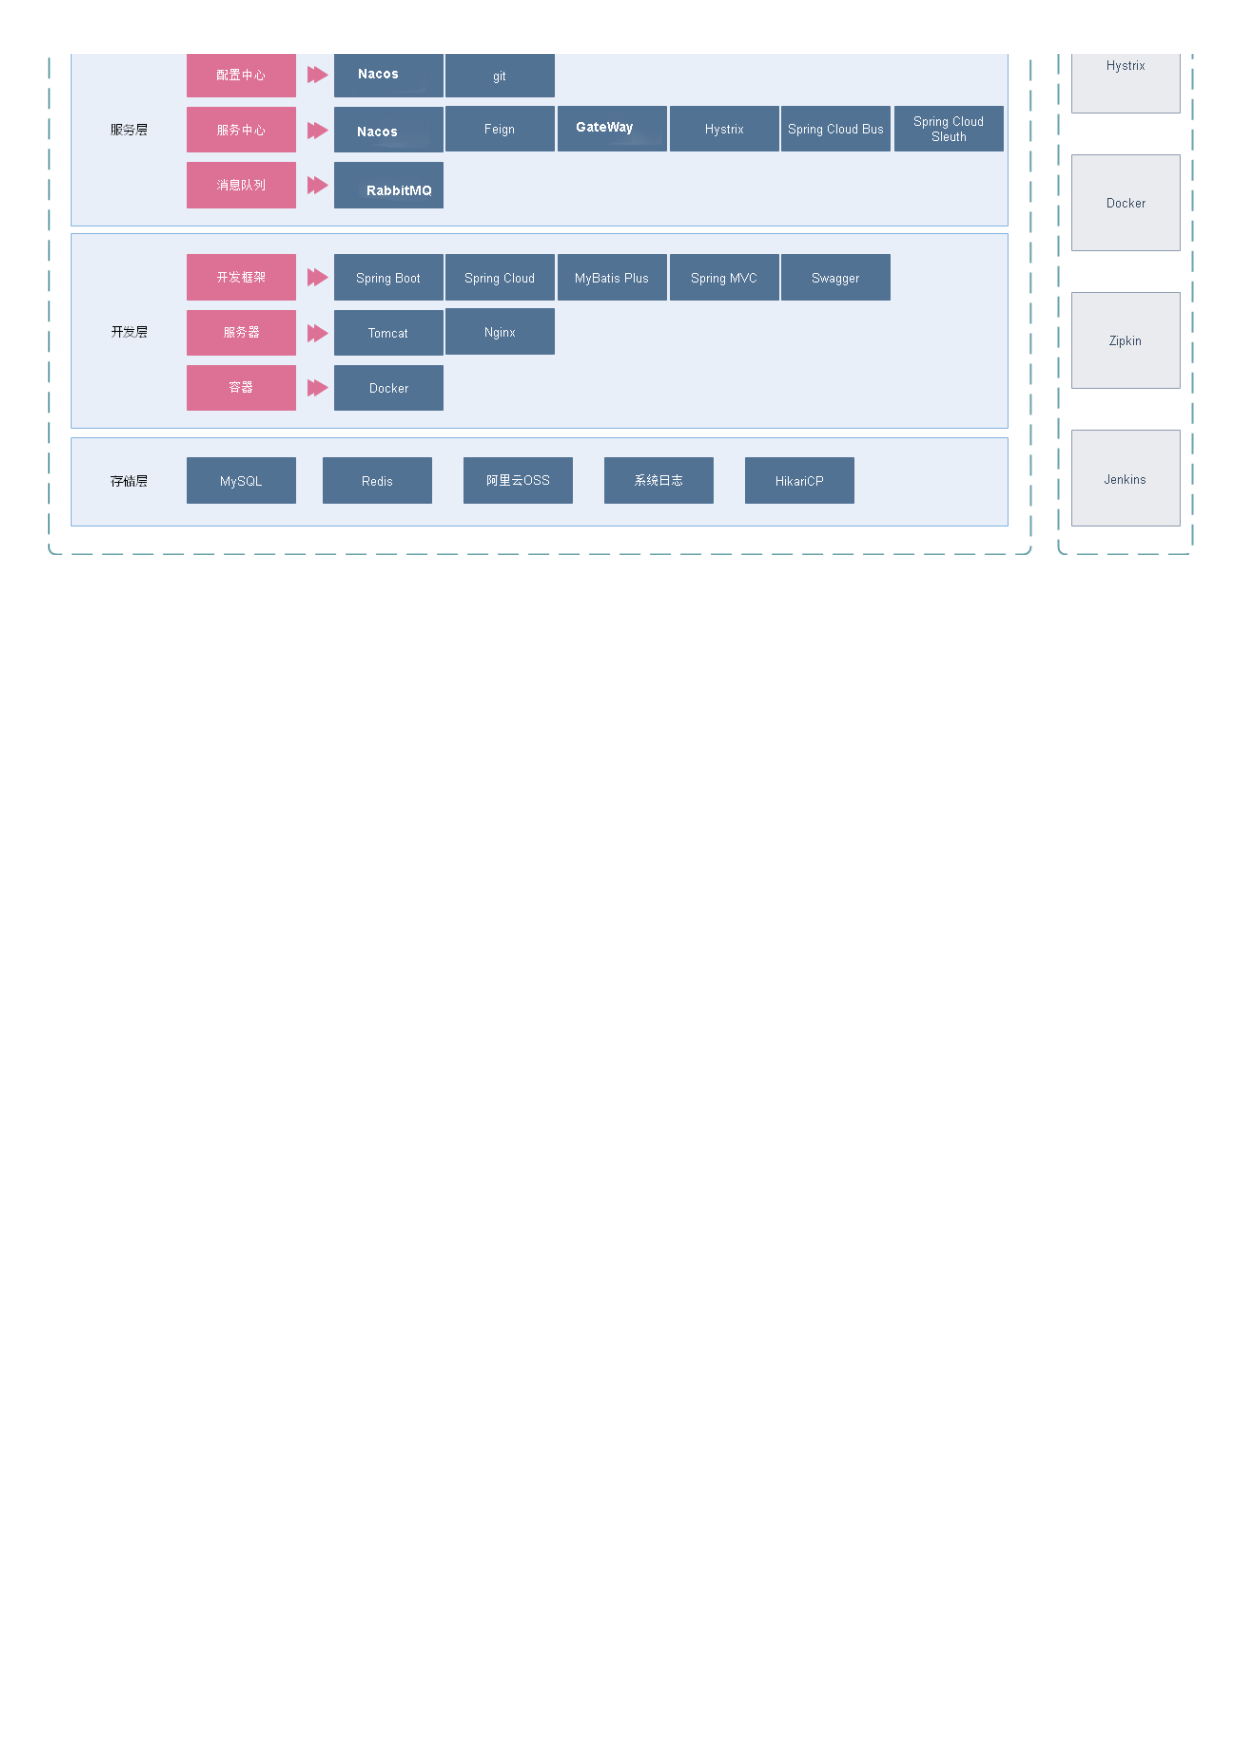 配置中心
Nacos
git
服务层
服务中心
Nacos
Feign
GateWay
Hystrix
Spring Cloud Bus
Spring Cloud
Sleuth
消息队列
RabbitMQ
开发层
开发框架
Spring Boot
Spring Cloud
MyBatis Plus
Spring MVC
Swagger
服务器
Tomcat
Nginx
容器
Docker
存储层
MySQL
Redis
阿里云OSS
系统日志
HikariCP
Hystrix
Docker
Zipkin
Jenkins